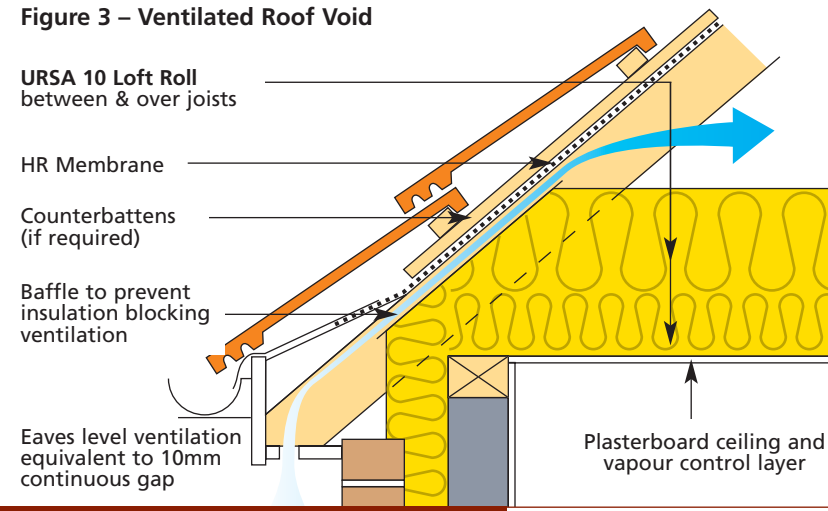 Figure 3 – Ventilated Roof Void
URSA 10 Loft Roll
between & over joists
HR Membrane
Counterbattens
(if required)
Baffle to prevent
insulation blocking
ventilation
Eaves level ventilation
equivalent to 10mm
continuous gap
Plasterboard ceiling and
vapour control layer